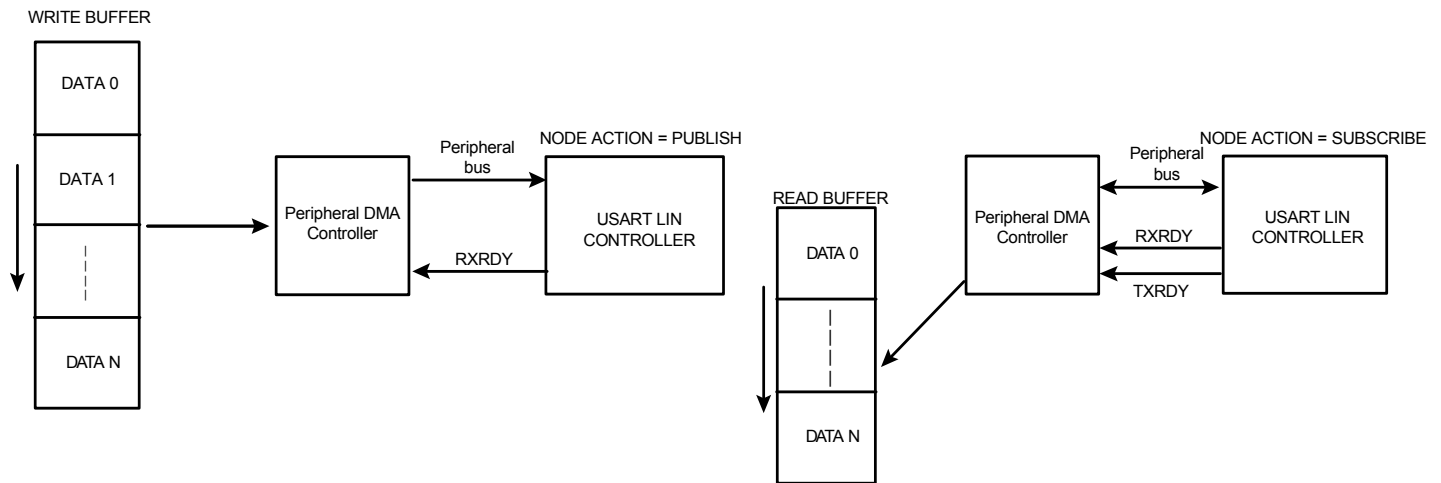 WRITE BUFFER
DATA 0
DATA 1
DATA N
Peripheral DMA
Controller
Peripheral
bus
RXRDY
NODE ACTION = PUBLISH
USART LIN
CONTROLLER
READ BUFFER
DATA 0
DATA N
Peripheral DMA
Controller
Peripheral
bus
RXRDY
TXRDY
NODE ACTION = SUBSCRIBE
USART LIN
CONTROLLER